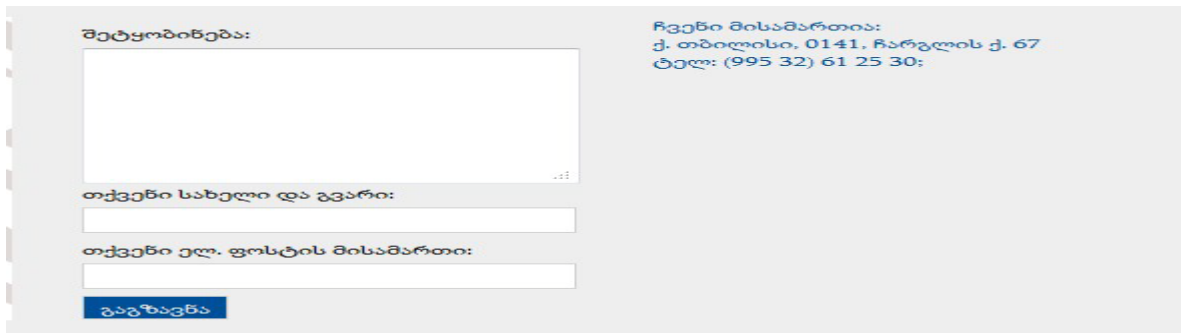 შეტყობინება:
თქვენი სახელი და გვარი:
თქვენი ელ. ფოსტის მისამართი:
გაგზავნა
ჩვენი მისამართია:
ქ. თბილისი, 0141, ჩარგლის ქ. 67
ტელ: (995 32) 61 25 30;